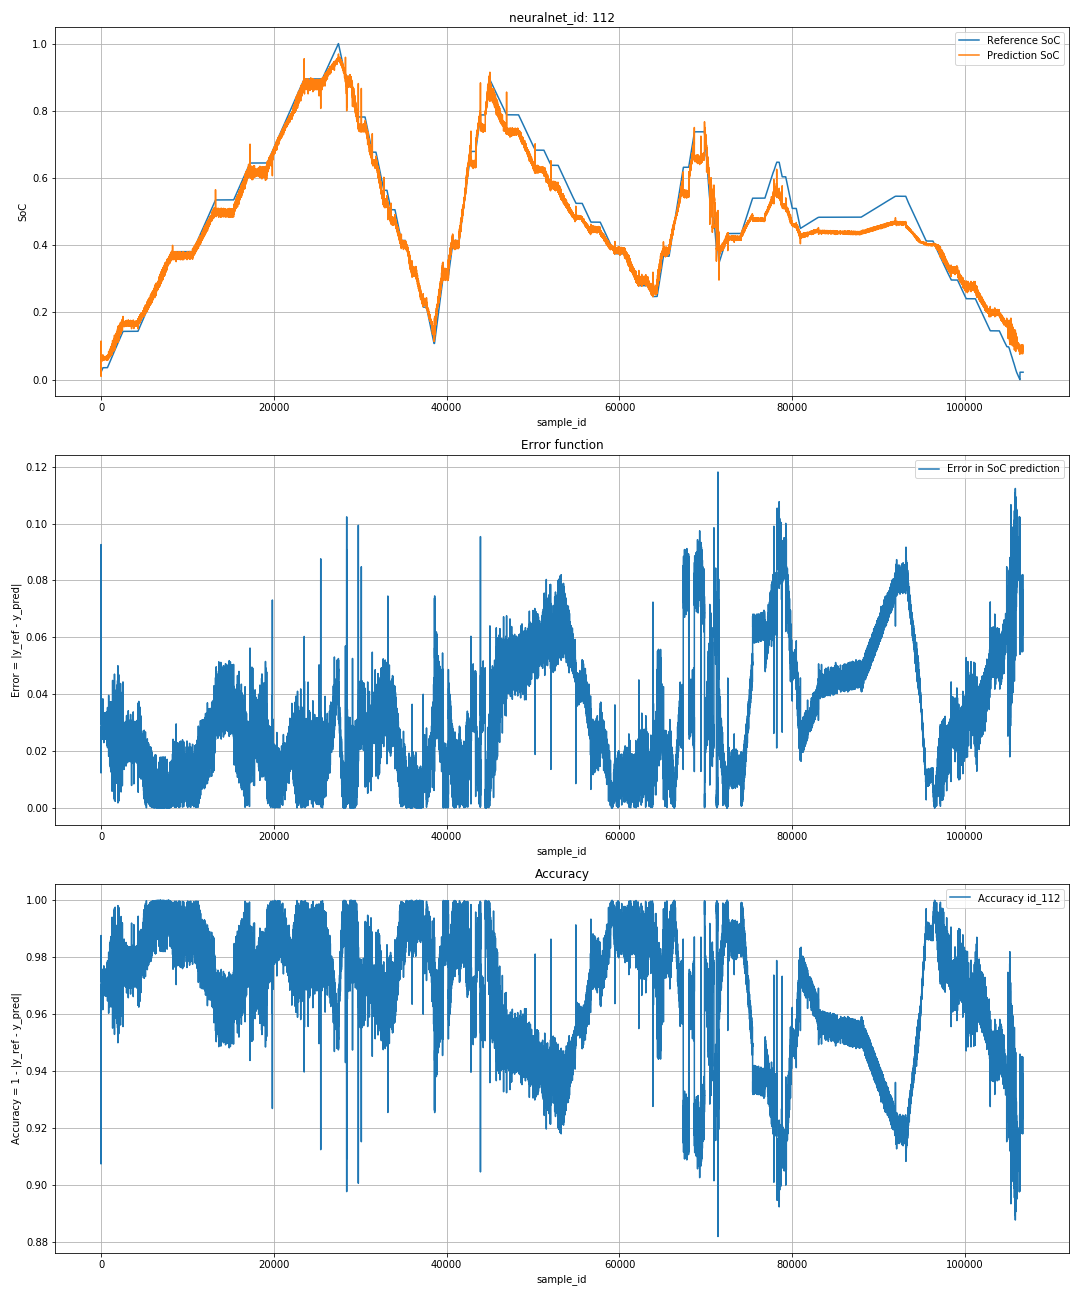 neuralnet_id: 112
SoC
1.0
0.8
0.6
0.4
0.2
0.0
Reference SoC
Prediction SoC
0 20000 40000 60000 80000 100000
sample_id
Error function
Error = |y_ref - y_pred|
0.12
0.10
0.08
0.06
0.04
0.02
0.00
Error in SoC prediction
0 20000 40000 60000 80000 100000
sample_id
Accuracy
Accuracy = 1 - |y_ref - y_pred|
1.00
0.98
0.96
0.94
0.92
0.90
0.88
Accuracy id_112
0 20000 40000 60000 80000 100000
sample_id